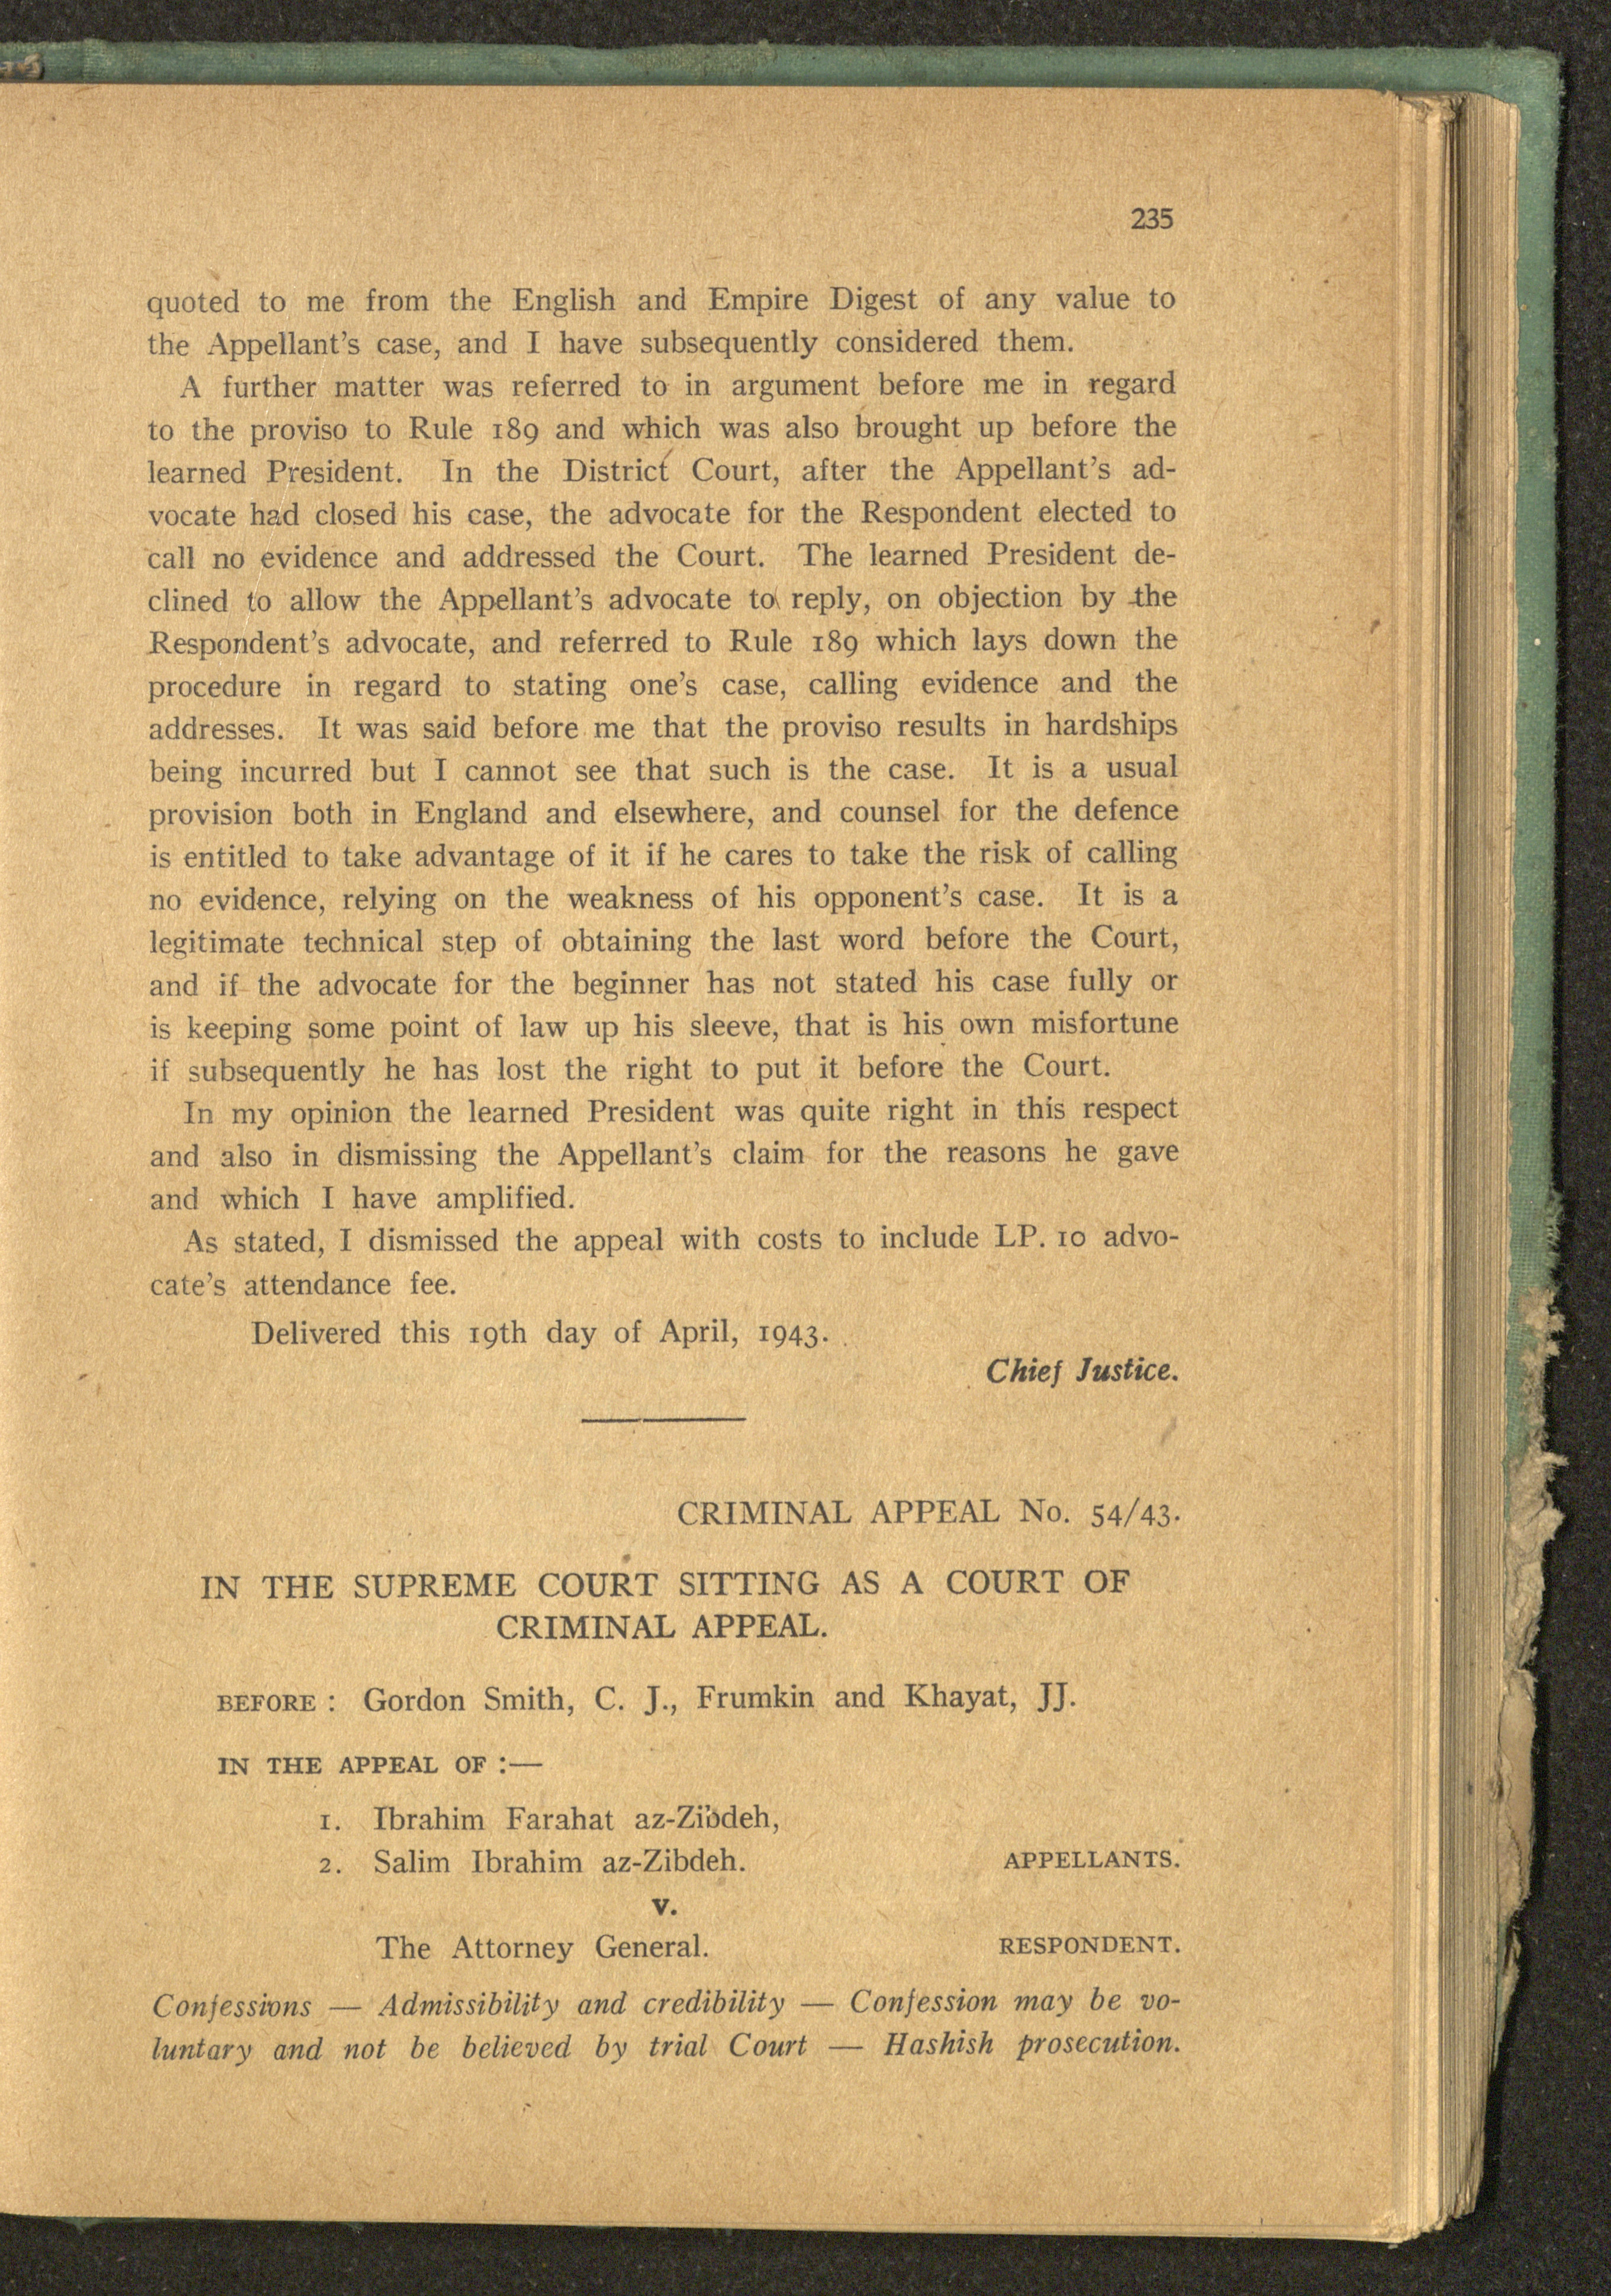 235
quoted to me from the English and Empire Digest of any value to
the Appellant's case, and I have subsequently considered them.
A further matter was referred to in argument before me in regard
to the proviso to Rule 189 and which was also brought up before the
learned President. In the District Court, after the Appellant's ad-
vocate had closed his case, the advocate for the Respondent elected to
call no evidence and addressed the Court. The learned President de-
clined to allow the Appellant's advocate to reply, on objection by the
Respondent's advocate, and referred to Rule 189 which lays down the
procedure in regard to stating one's case, calling evidence and the
addresses. It was said before me that the proviso results in hardships
being incurred but I cannot see that such is the case. It is a usual
provision both in England and elsewhere, and counsel for the defence
is entitled to take advantage of it if he cares to take the risk of calling
no evidence, relying on the weakness of his opponent's case. It is a
legitimate technical step of obtaining the last word before the Court,
and if the advocate for the beginner has not stated his case fully or
is keeping some point of law up his sleeve, that is his own misfortune
if subsequently he has lost the right to put it before the Court.
In my opinion the learned President was quite right in this respect
and also in dismissing the Appellant's claim for the reasons he gave
and which I have amplified.
As stated, I dismissed the appeal with costs to include LP. 10 advo-
cate's attendance fee.
Delivered this 19th day of April, 1943.
Chief Justice.
CRIMINAL APPEAL No. 54/43.
IN THE SUPREME COURT SITTING AS A COURT OF
CRIMINAL APPEAL.
BEFORE : Gordon Smith, C. J., Frumkin and Khayat, JJ.
IN THE APPEAL OF :—
1. Ibrahim Farahat az-Zibdeh,
2. Salim Ibrahim az-Zibdeh. APPELLANTS.
v.
The Attorney General. RESPONDENT.
Confessions — Admissibility and credibility — Confession may be vo-
luntary and not be believed by trial Court — Hashish prosecution.